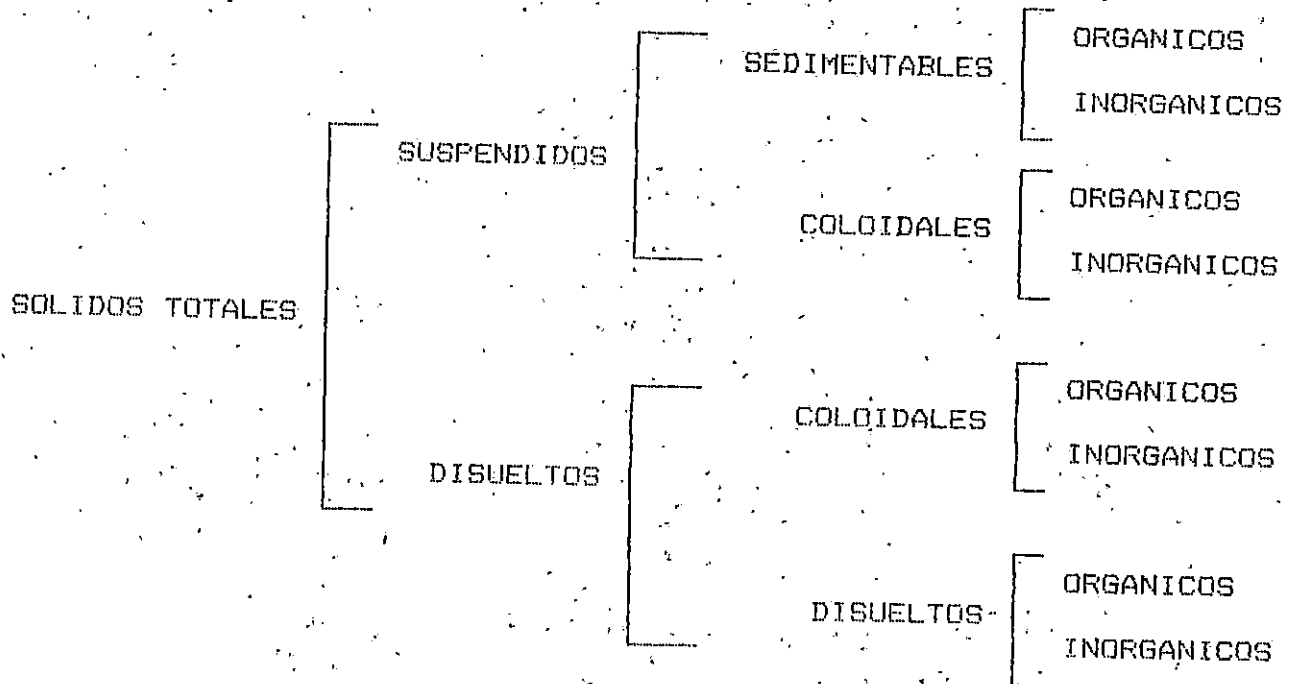 SOLIDOS TOTALES
SUSPENDIDOS
SEDIMENTABLES
ORGANICOS
INORGANICOS
COLOIDALES
ORGANICOS
INORGANICOS
DISUELTOS
COLOIDALES
ORGANICOS
INORGANICOS
DISUELTOS
ORGANICOS
INORGANICOS